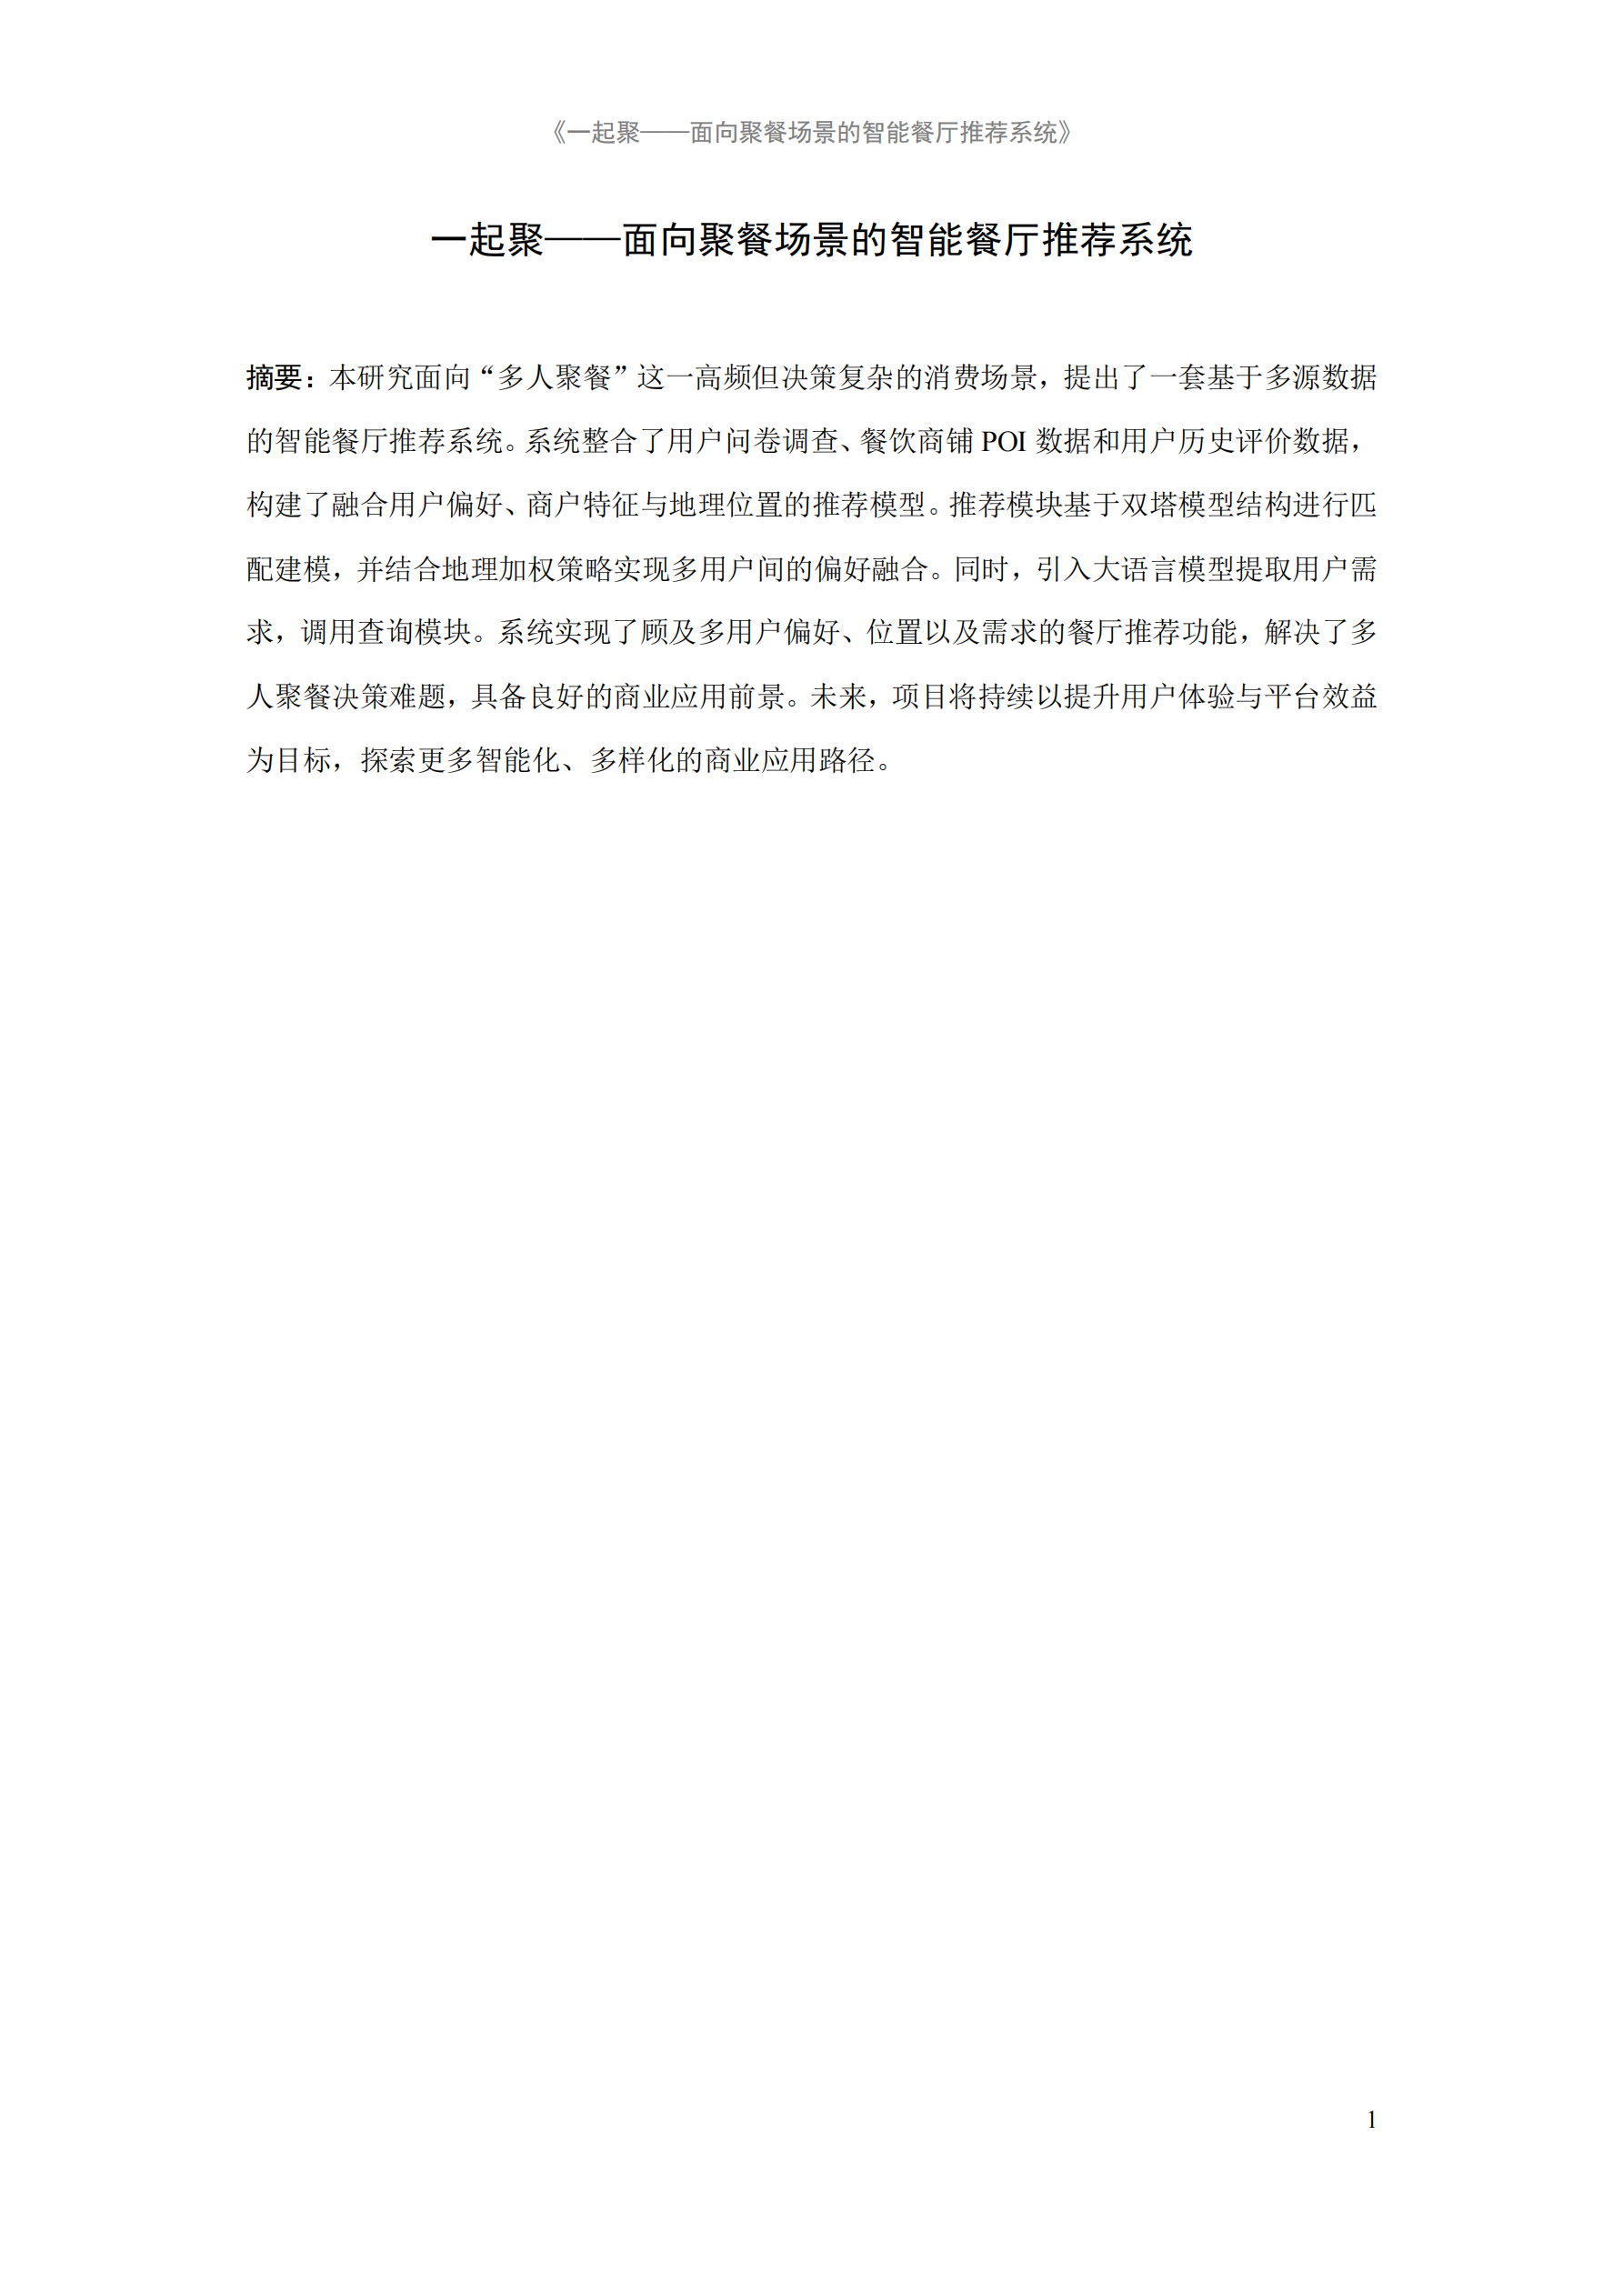 《一起聚——面向聚餐场景的智能餐厅推荐系统》
一起聚——面向聚餐场景的智能餐厅推荐系统
摘要：本研究面向“多人聚餐”这一高频但决策复杂的消费场景，提出了一套基于多源数据
的智能餐厅推荐系统。系统整合了用户问卷调查、餐饮商铺 POI 数据和用户历史评价数据，
构建了融合用户偏好、商户特征与地理位置的推荐模型。推荐模块基于双塔模型结构进行匹
配建模，并结合地理加权策略实现多用户间的偏好融合。同时，引入大语言模型提取用户需
求，调用查询模块。系统实现了顾及多用户偏好、位置以及需求的餐厅推荐功能，解决了多
人聚餐决策难题，具备良好的商业应用前景。未来，项目将持续以提升用户体验与平台效益
为目标，探索更多智能化、多样化的商业应用路径。
1